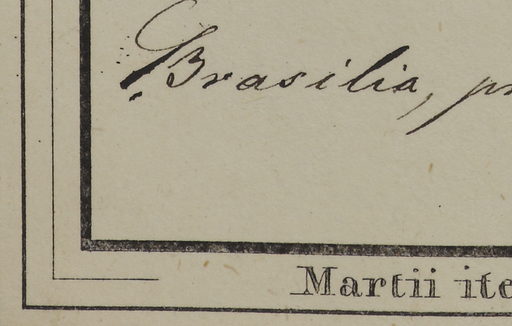 Brasilia, pr
Martii ite